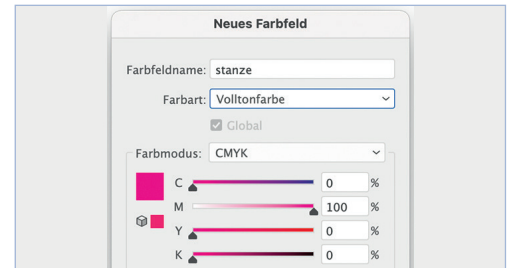 Neues Farbfeld
Farbfeldname: stanze
Farbart: Volltonfarbe
Global
Farbmodus: CMYK
C 0 %
M 100 %
Y 0 %
K 0 %